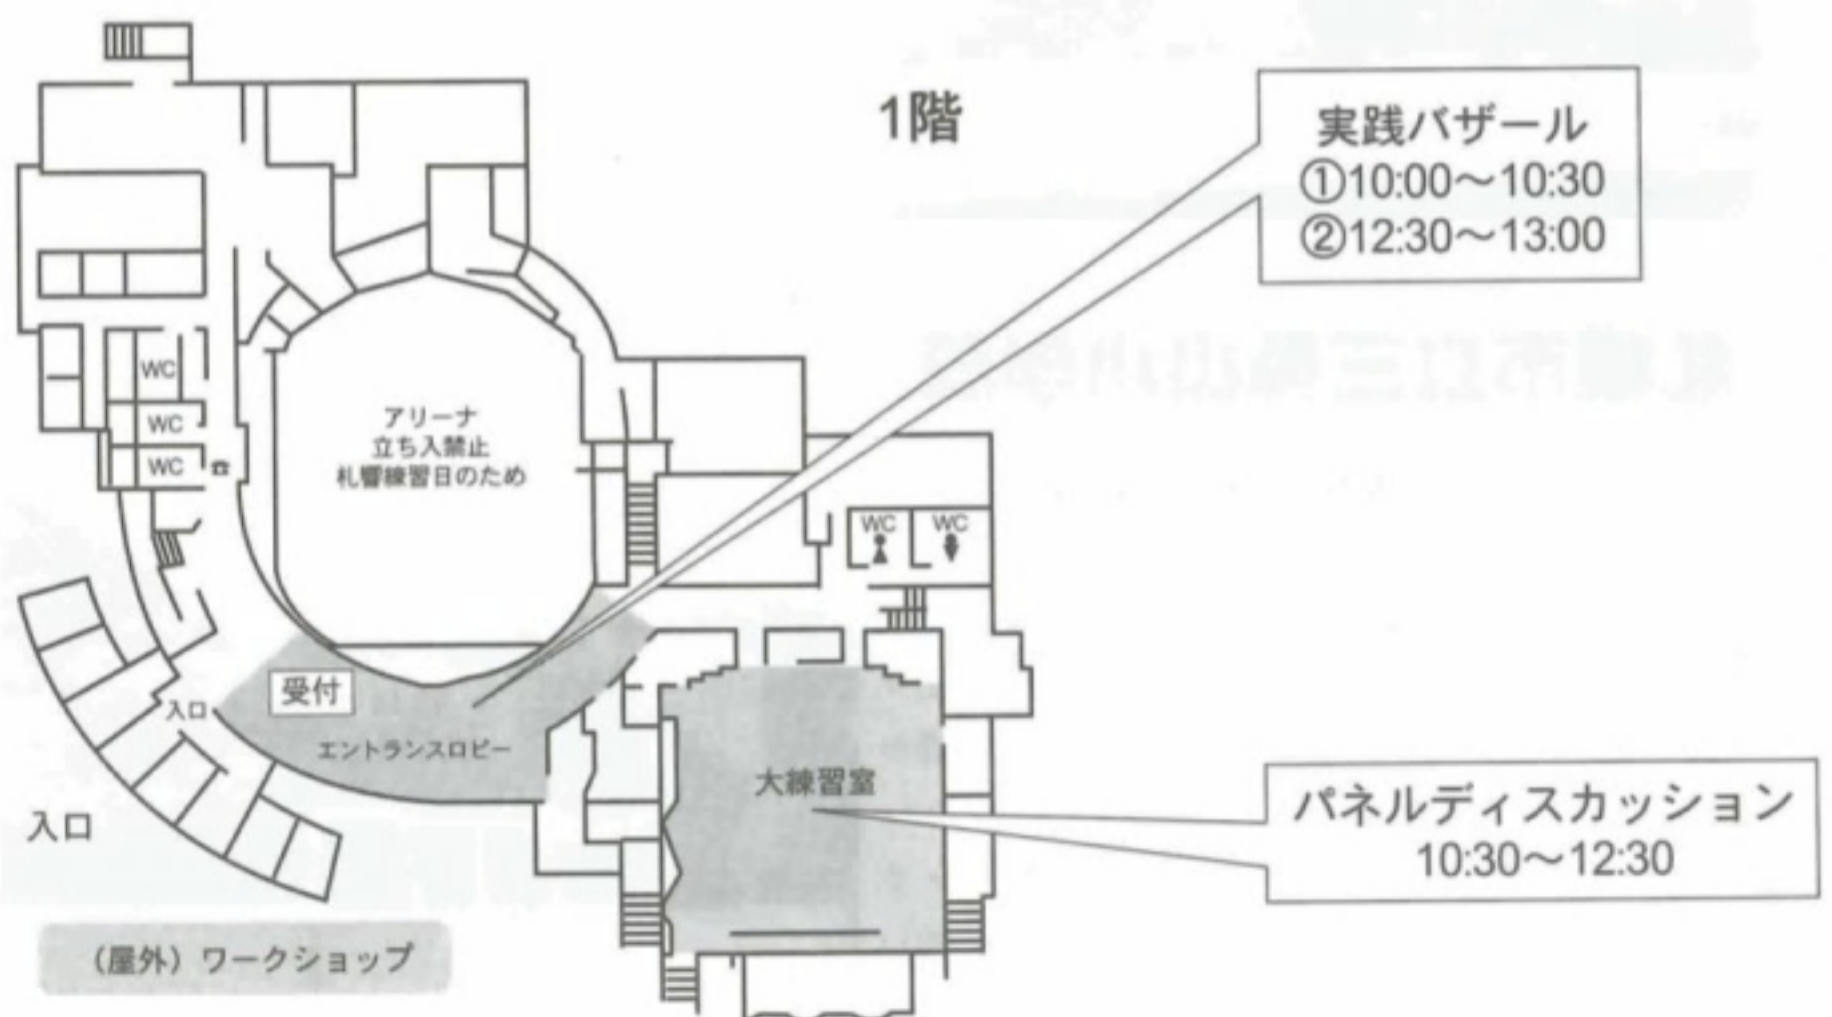 1階
実践バザール
①10:00～10:30
②12:30～13:00
WC
WC
WC
アリーナ
立ち入禁止
札響練習日のため
WC
WC
受付
入口
エントランスロビー
大練習室
入口
パネルディスカッション
10:30～12:30
（屋外）ワークショップ